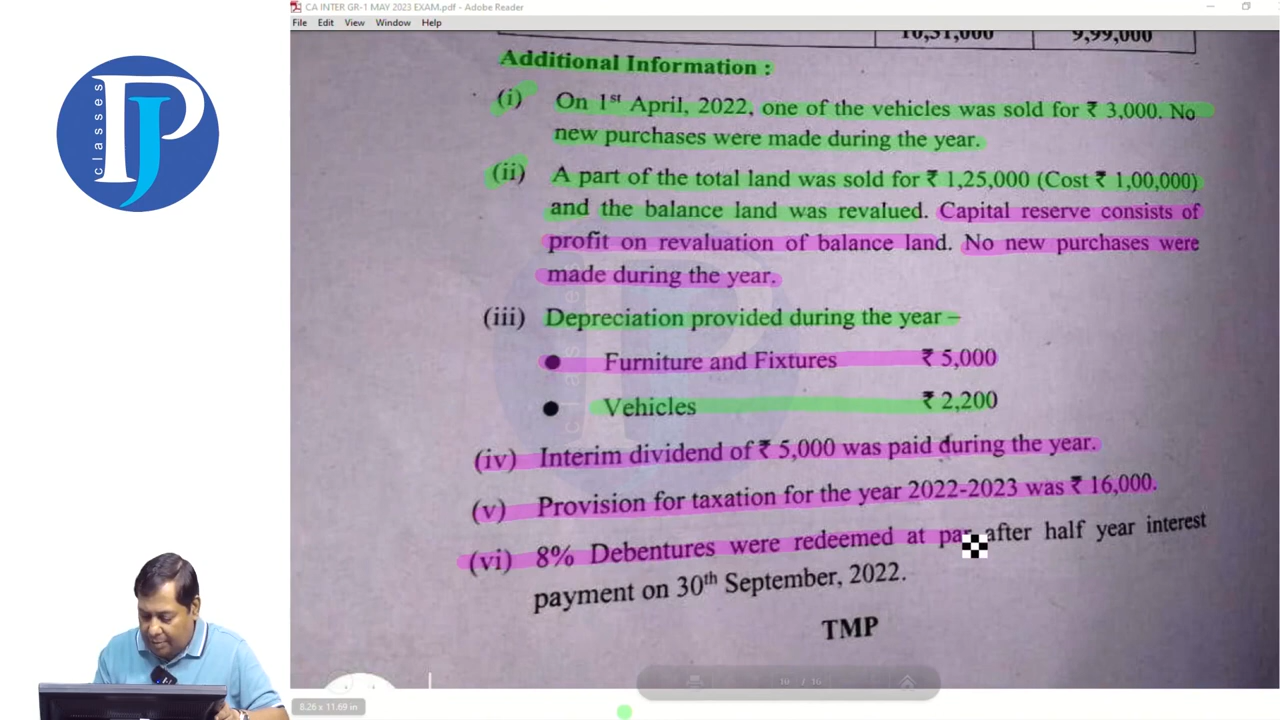 CA INTER GR-1 MAY 2023 EXAM.pdf - Adobe Reader
File Edit View Window Help
classes
PJ
10,31,000 9,99,000
Additional Information :
(i) On 1st April, 2022, one of the vehicles was sold for ₹ 3,000. No
new purchases were made during the year.
(ii) A part of the total land was sold for ₹ 1,25,000 (Cost ₹ 1,00,000)
and the balance land was revalued. Capital reserve consists of
profit on revaluation of balance land. No new purchases were
made during the year.
(iii) Depreciation provided during the year –
● Furniture and Fixtures ₹ 5,000
● Vehicles ₹ 2,200
(iv) Interim dividend of ₹ 5,000 was paid during the year.
(v) Provision for taxation for the year 2022-2023 was ₹ 16,000.
(vi) 8% Debentures were redeemed at par after half year interest
payment on 30th September, 2022.
TMP
10 / 16
8.26 x 11.69 in